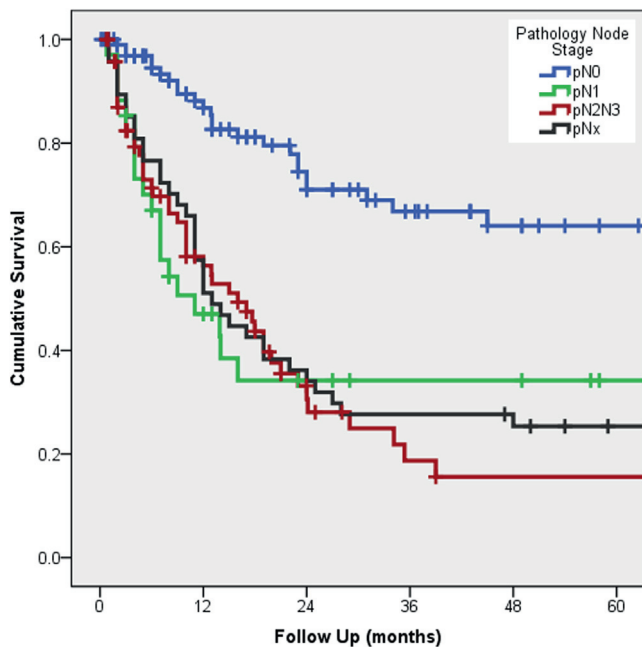 Pathology Node
Stage
pN0
pN1
pN2N3
pNx
1.0
0.8
0.6
0.4
0.2
0.0
Cumulative Survival
0 12 24 36 48 60
Follow Up (months)